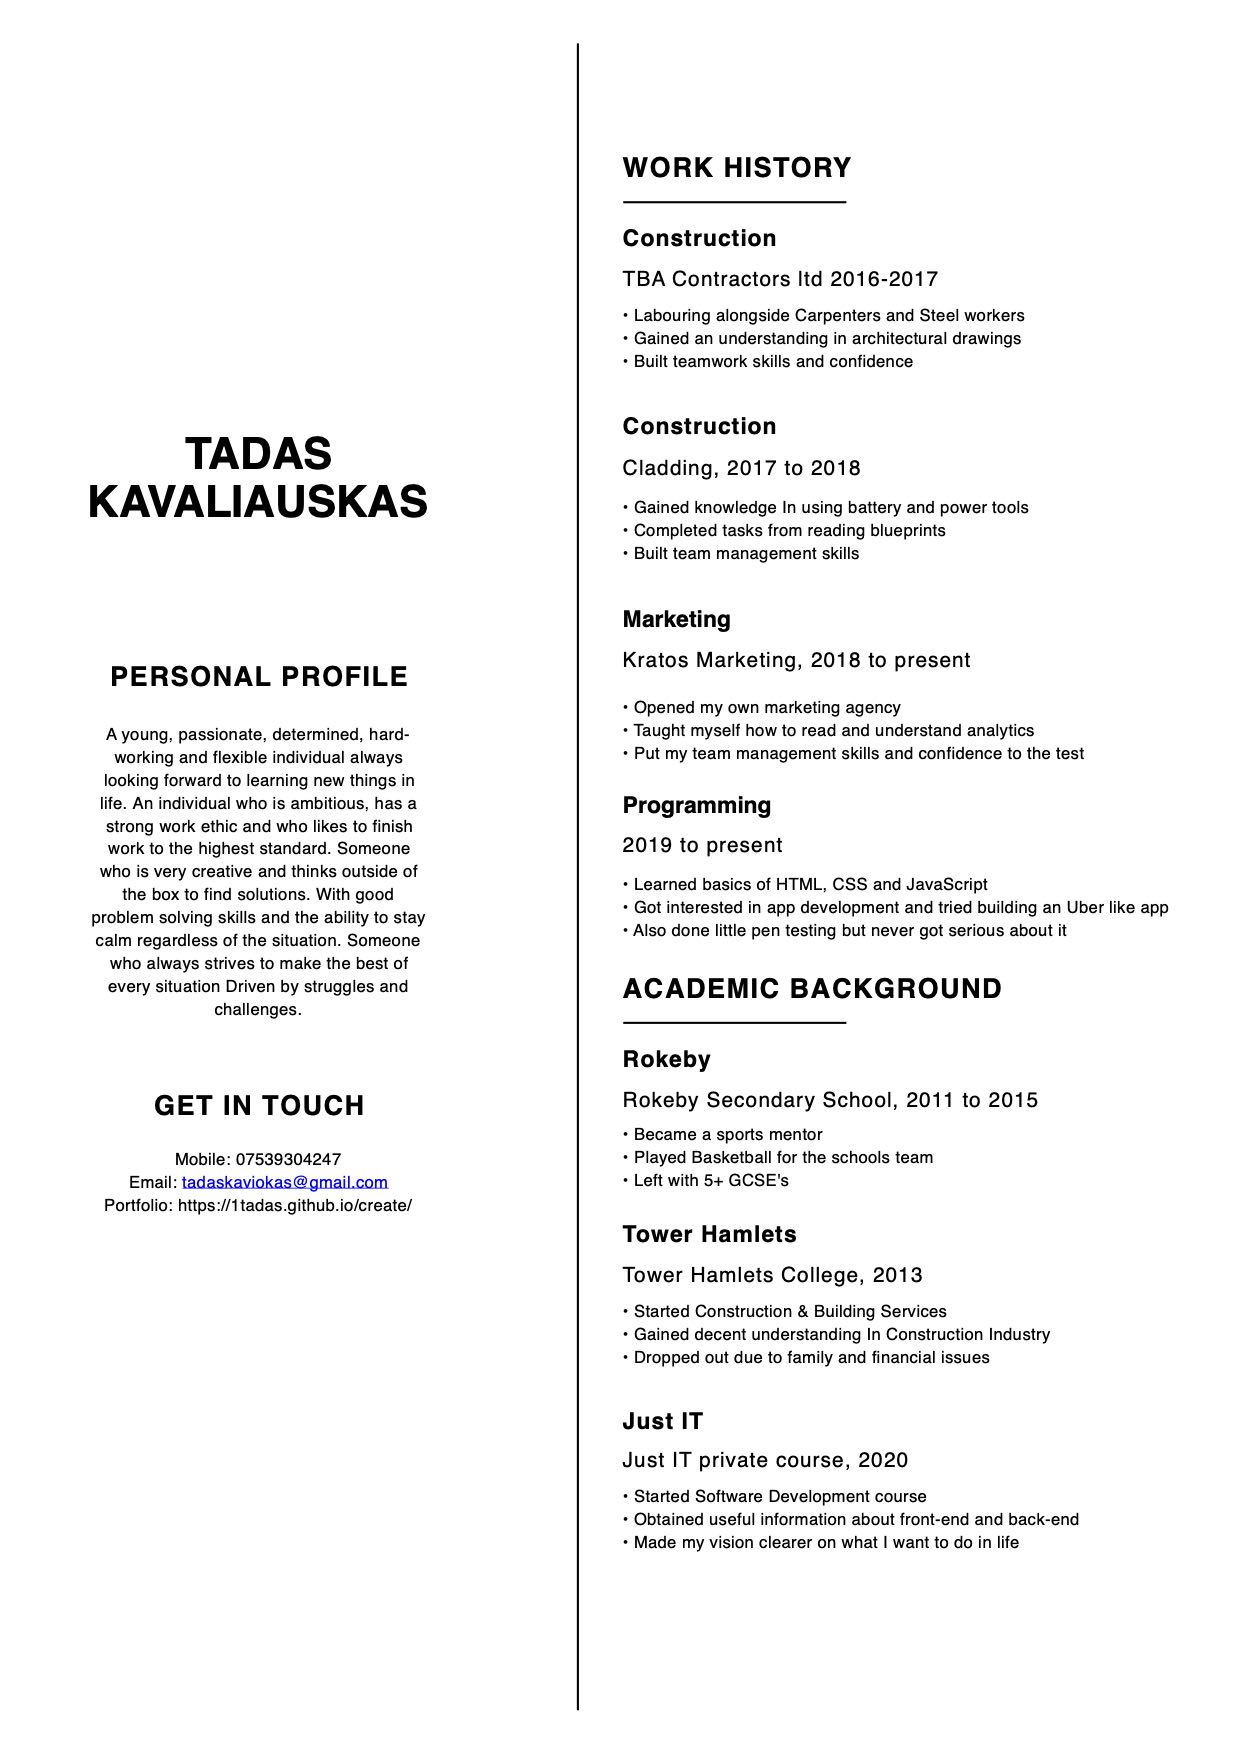 TADAS
KAVALIAUSKAS
PERSONAL PROFILE
A young, passionate, determined, hard-
working and flexible individual always
looking forward to learning new things in
life. An individual who is ambitious, has a
strong work ethic and who likes to finish
work to the highest standard. Someone
who is very creative and thinks outside of
the box to find solutions. With good
problem solving skills and the ability to stay
calm regardless of the situation. Someone
who always strives to make the best of
every situation Driven by struggles and
challenges.
GET IN TOUCH
Mobile: 07539304247
Email: tadaskaviokas@gmail.com
Portfolio: https://1tadas.github.io/create/
WORK HISTORY
Construction
TBA Contractors ltd 2016-2017
• Labouring alongside Carpenters and Steel workers
• Gained an understanding in architectural drawings
• Built teamwork skills and confidence
Construction
Cladding, 2017 to 2018
• Gained knowledge In using battery and power tools
• Completed tasks from reading blueprints
• Built team management skills
Marketing
Kratos Marketing, 2018 to present
• Opened my own marketing agency
• Taught myself how to read and understand analytics
• Put my team management skills and confidence to the test
Programming
2019 to present
• Learned basics of HTML, CSS and JavaScript
• Got interested in app development and tried building an Uber like app
• Also done little pen testing but never got serious about it
ACADEMIC BACKGROUND
Rokeby
Rokeby Secondary School, 2011 to 2015
• Became a sports mentor
• Played Basketball for the schools team
• Left with 5+ GCSE's
Tower Hamlets
Tower Hamlets College, 2013
• Started Construction & Building Services
• Gained decent understanding In Construction Industry
• Dropped out due to family and financial issues
Just IT
Just IT private course, 2020
• Started Software Development course
• Obtained useful information about front-end and back-end
• Made my vision clearer on what I want to do in life